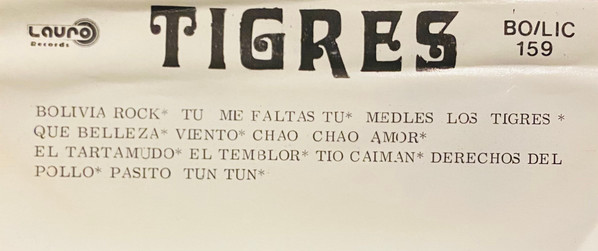 Lauro Records
TIGRES
BO/LIC
159
BOLIVIA ROCK* TU ME FALTAS TU* MEDLES LOS TIGRES *
QUE BELLEZA* VIENTO* CHAO CHAO AMOR*
EL TARTAMUDO* EL TEMBLOR* TIO CAIMAN* DERECHOS DEL
POLLO* PASITO TUN TUN*